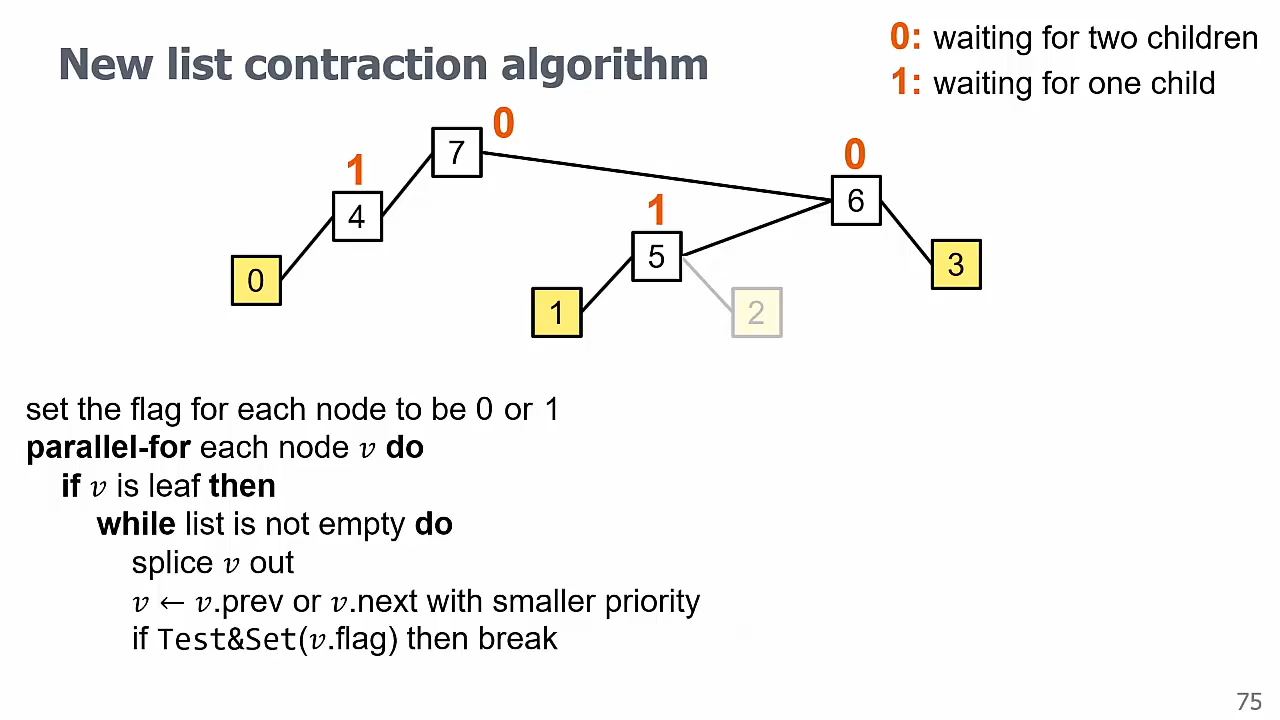 New list contraction algorithm
0: waiting for two children
1: waiting for one child
0
7
1
4
0
0
6
1
5
3
1
2
set the flag for each node to be 0 or 1
parallel-for each node 𝑣 do
if 𝑣 is leaf then
while list is not empty do
splice 𝑣 out
𝑣 ← 𝑣.prev or 𝑣.next with smaller priority
if Test&Set(𝑣.flag) then break
75